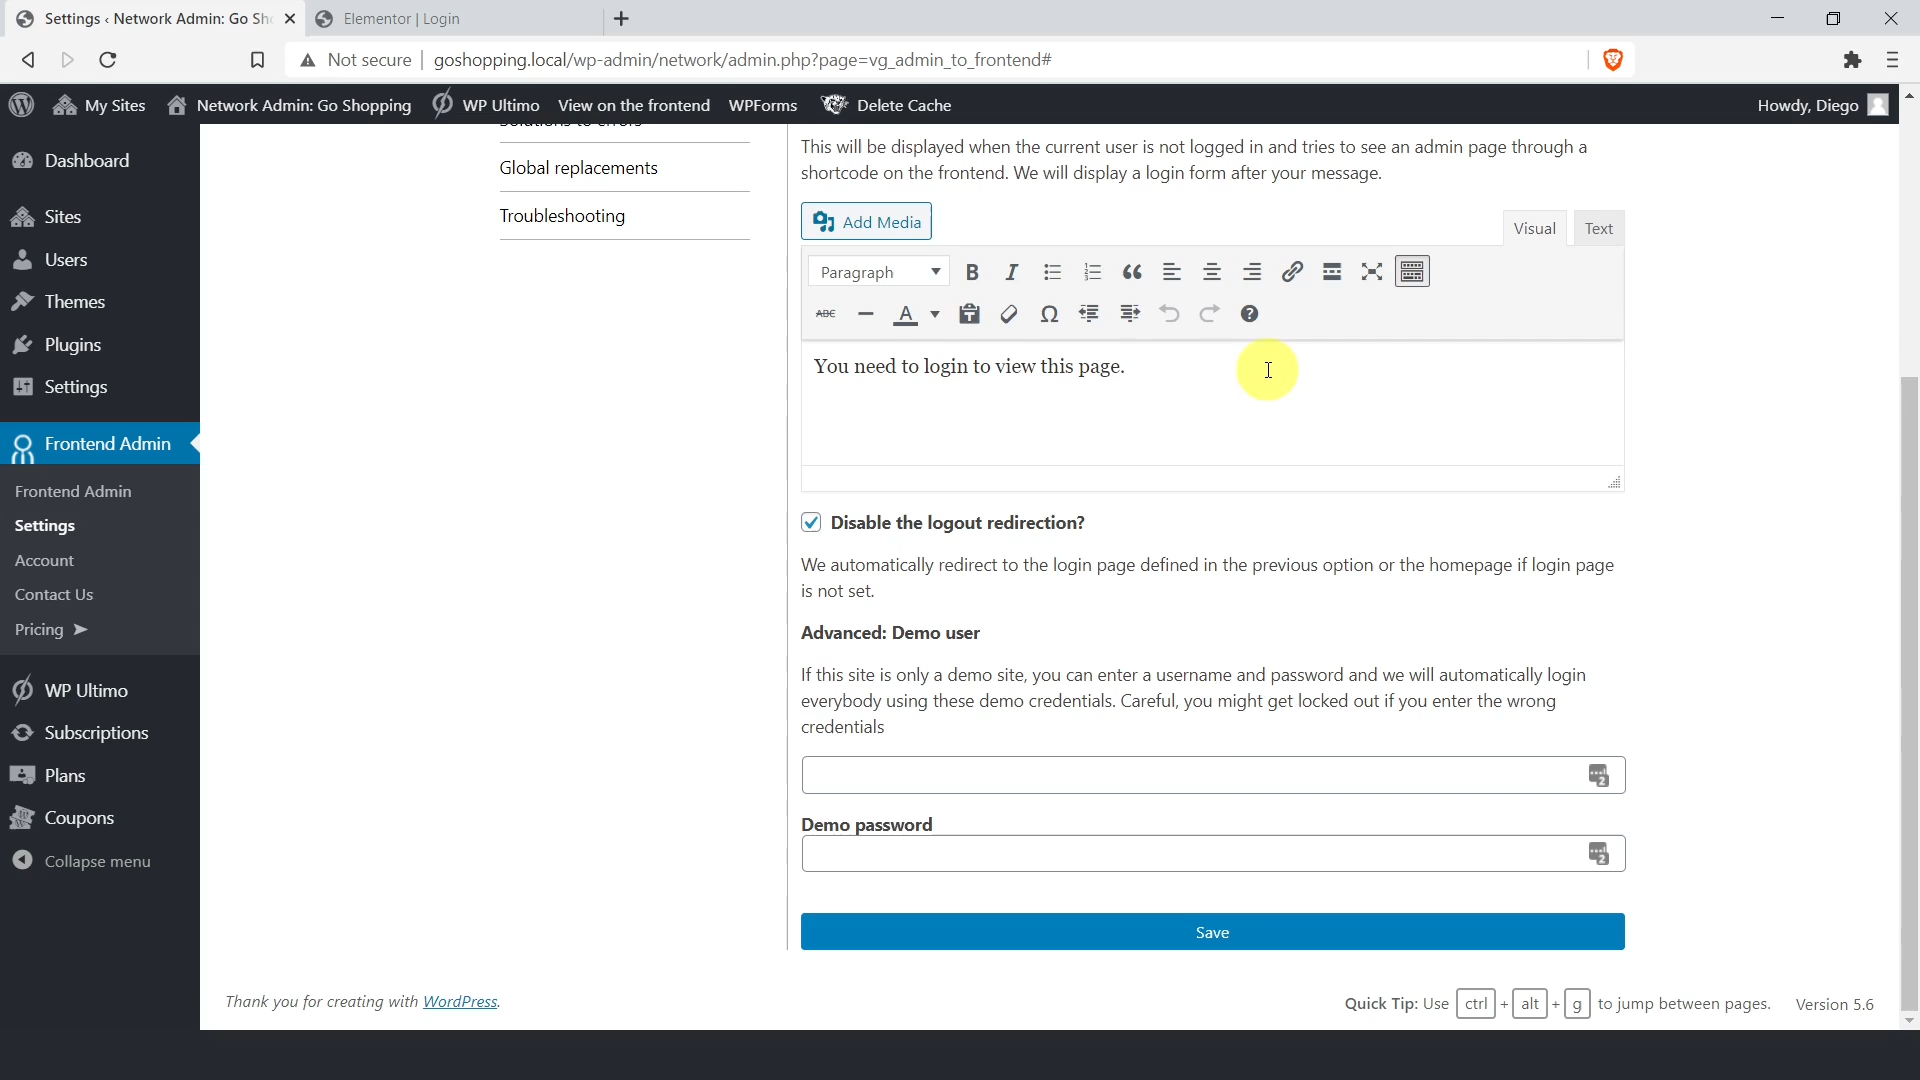 Settings ‹ Network Admin: Go Sh
Elementor | Login
Not secure
goshopping.local/wp-admin/network/admin.php?page=vg_admin_to_frontend#
My Sites
Network Admin: Go Shopping
WP Ultimo
View on the frontend
WPForms
Delete Cache
Howdy, Diego
Dashboard
Sites
Users
Themes
Plugins
Settings
Frontend Admin
Frontend Admin
Settings
Account
Contact Us
Pricing ➤
WP Ultimo
Subscriptions
Plans
Coupons
Collapse menu
Solutions to errors
Global replacements
Troubleshooting
This will be displayed when the current user is not logged in and tries to see an admin page through a
shortcode on the frontend. We will display a login form after your message.
Add Media
Visual
Text
Paragraph
B
I
ABC
A
You need to login to view this page.
Disable the logout redirection?
We automatically redirect to the login page defined in the previous option or the homepage if login page
is not set.
Advanced: Demo user
If this site is only a demo site, you can enter a username and password and we will automatically login
everybody using these demo credentials. Careful, you might get locked out if you enter the wrong
credentials
2
Demo password
2
Save
Thank you for creating with WordPress.
Quick Tip: Use ctrl + alt + g to jump between pages.
Version 5.6